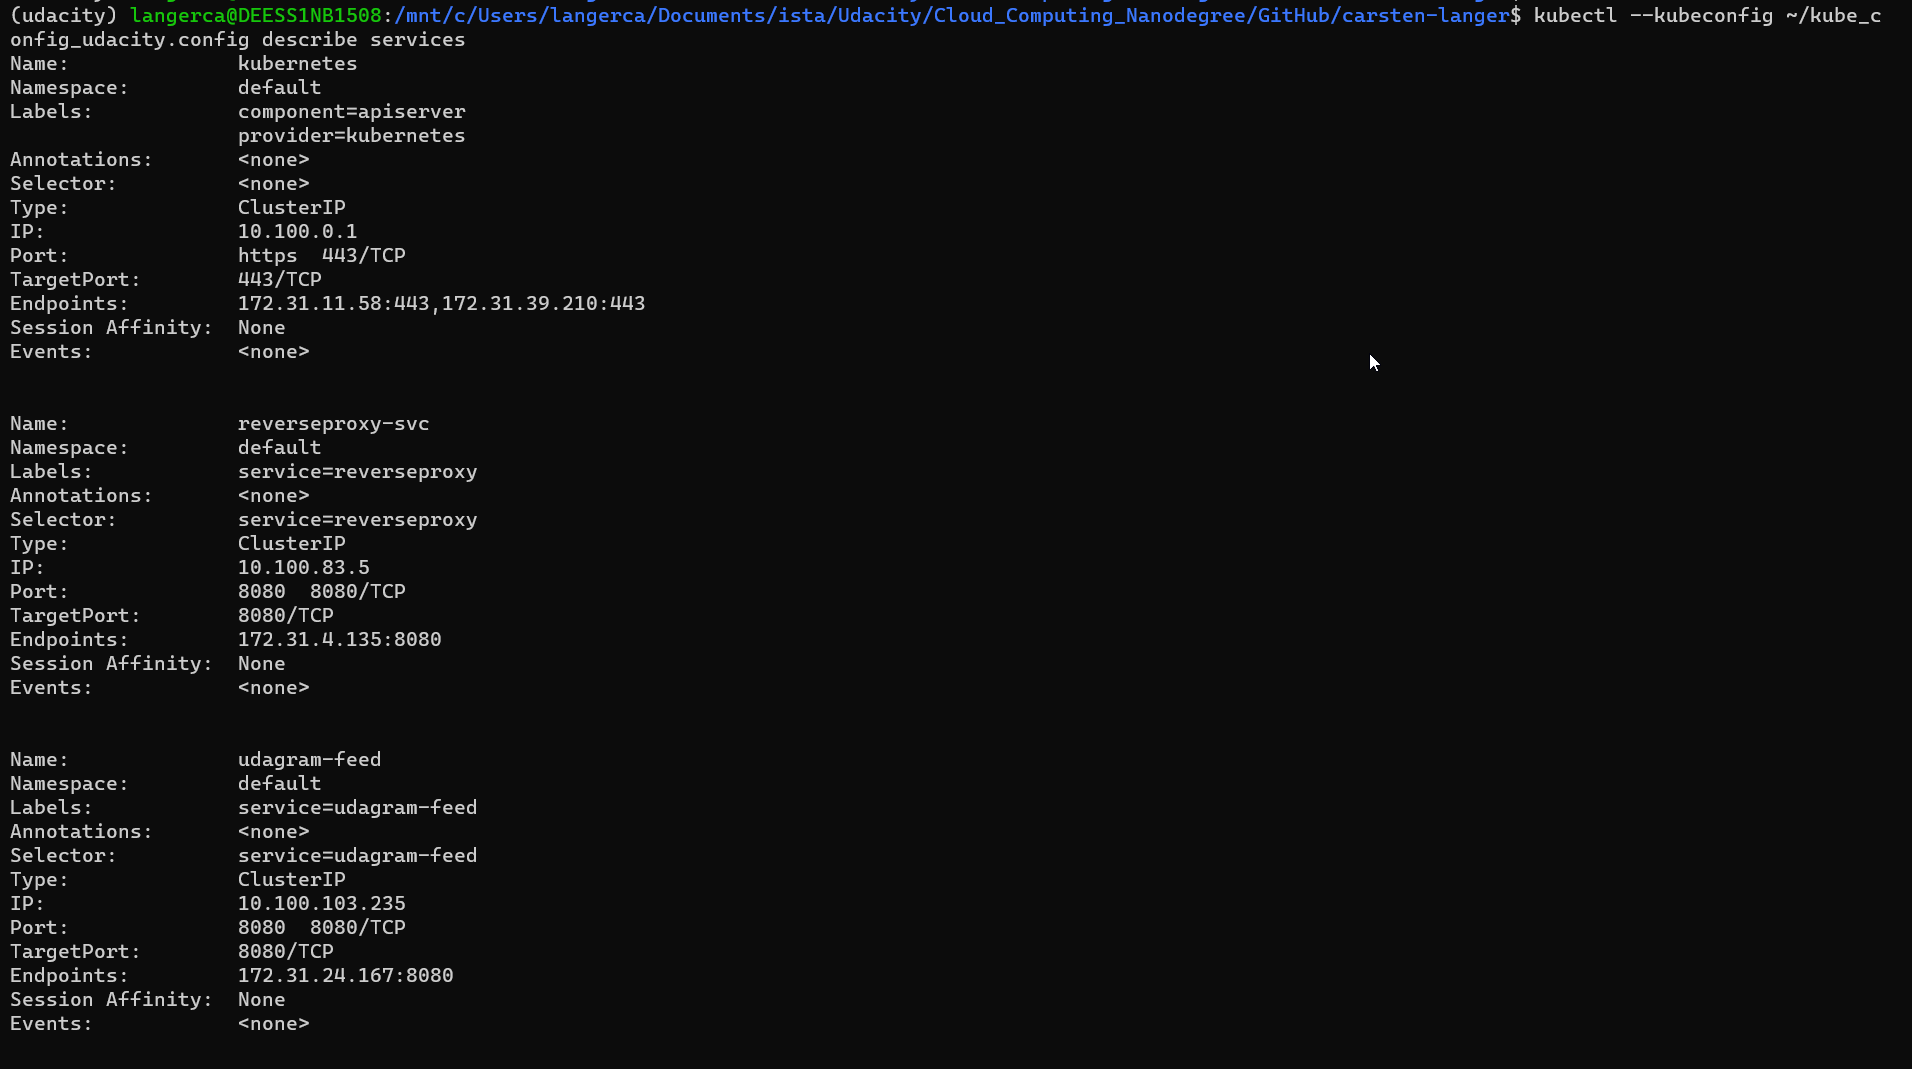 (udacity) langerca@DEESS1NB1508:/mnt/c/Users/langerca/Documents/ista/Udacity/Cloud_Computing_Nanodegree/GitHub/carsten-langer$ kubectl --kubeconfig ~/kube_c
onfig_udacity.config describe services
Name:              kubernetes
Namespace:         default
Labels:            component=apiserver
                   provider=kubernetes
Annotations:       <none>
Selector:          <none>
Type:              ClusterIP
IP:                10.100.0.1
Port:              https  443/TCP
TargetPort:        443/TCP
Endpoints:         172.31.11.58:443,172.31.39.210:443
Session Affinity:  None
Events:            <none>
Name:              reverseproxy-svc
Namespace:         default
Labels:            service=reverseproxy
Annotations:       <none>
Selector:          service=reverseproxy
Type:              ClusterIP
IP:                10.100.83.5
Port:              8080  8080/TCP
TargetPort:        8080/TCP
Endpoints:         172.31.4.135:8080
Session Affinity:  None
Events:            <none>
Name:              udagram-feed
Namespace:         default
Labels:            service=udagram-feed
Annotations:       <none>
Selector:          service=udagram-feed
Type:              ClusterIP
IP:                10.100.103.235
Port:              8080  8080/TCP
TargetPort:        8080/TCP
Endpoints:         172.31.24.167:8080
Session Affinity:  None
Events:            <none>